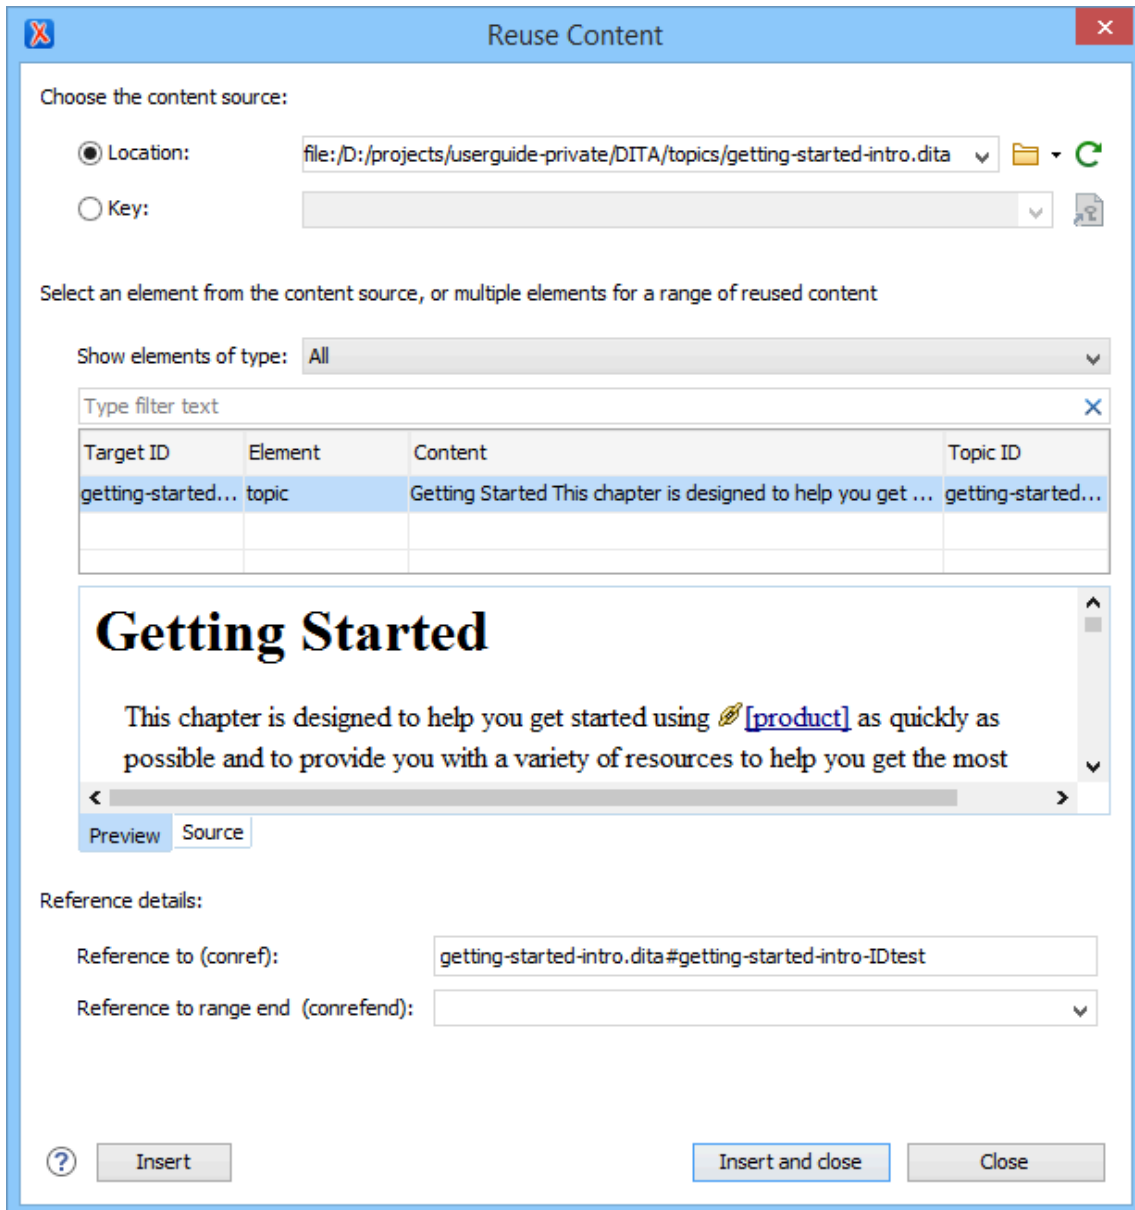 Reuse Content
Choose the content source:
Location: file:/D:/projects/userguide-private/DITA/topics/getting-started-intro.dita
Key:
Select an element from the content source, or multiple elements for a range of reused content
Show elements of type: All
Type filter text
Target ID Element Content Topic ID
getting-started... topic Getting Started This chapter is designed to help you get ... getting-started...
Getting Started
This chapter is designed to help you get started using [product] as quickly as
possible and to provide you with a variety of resources to help you get the most
Preview Source
Reference details:
Reference to (conref): getting-started-intro.dita#getting-started-intro-IDtest
Reference to range end (conrefend):
? Insert Insert and close Close